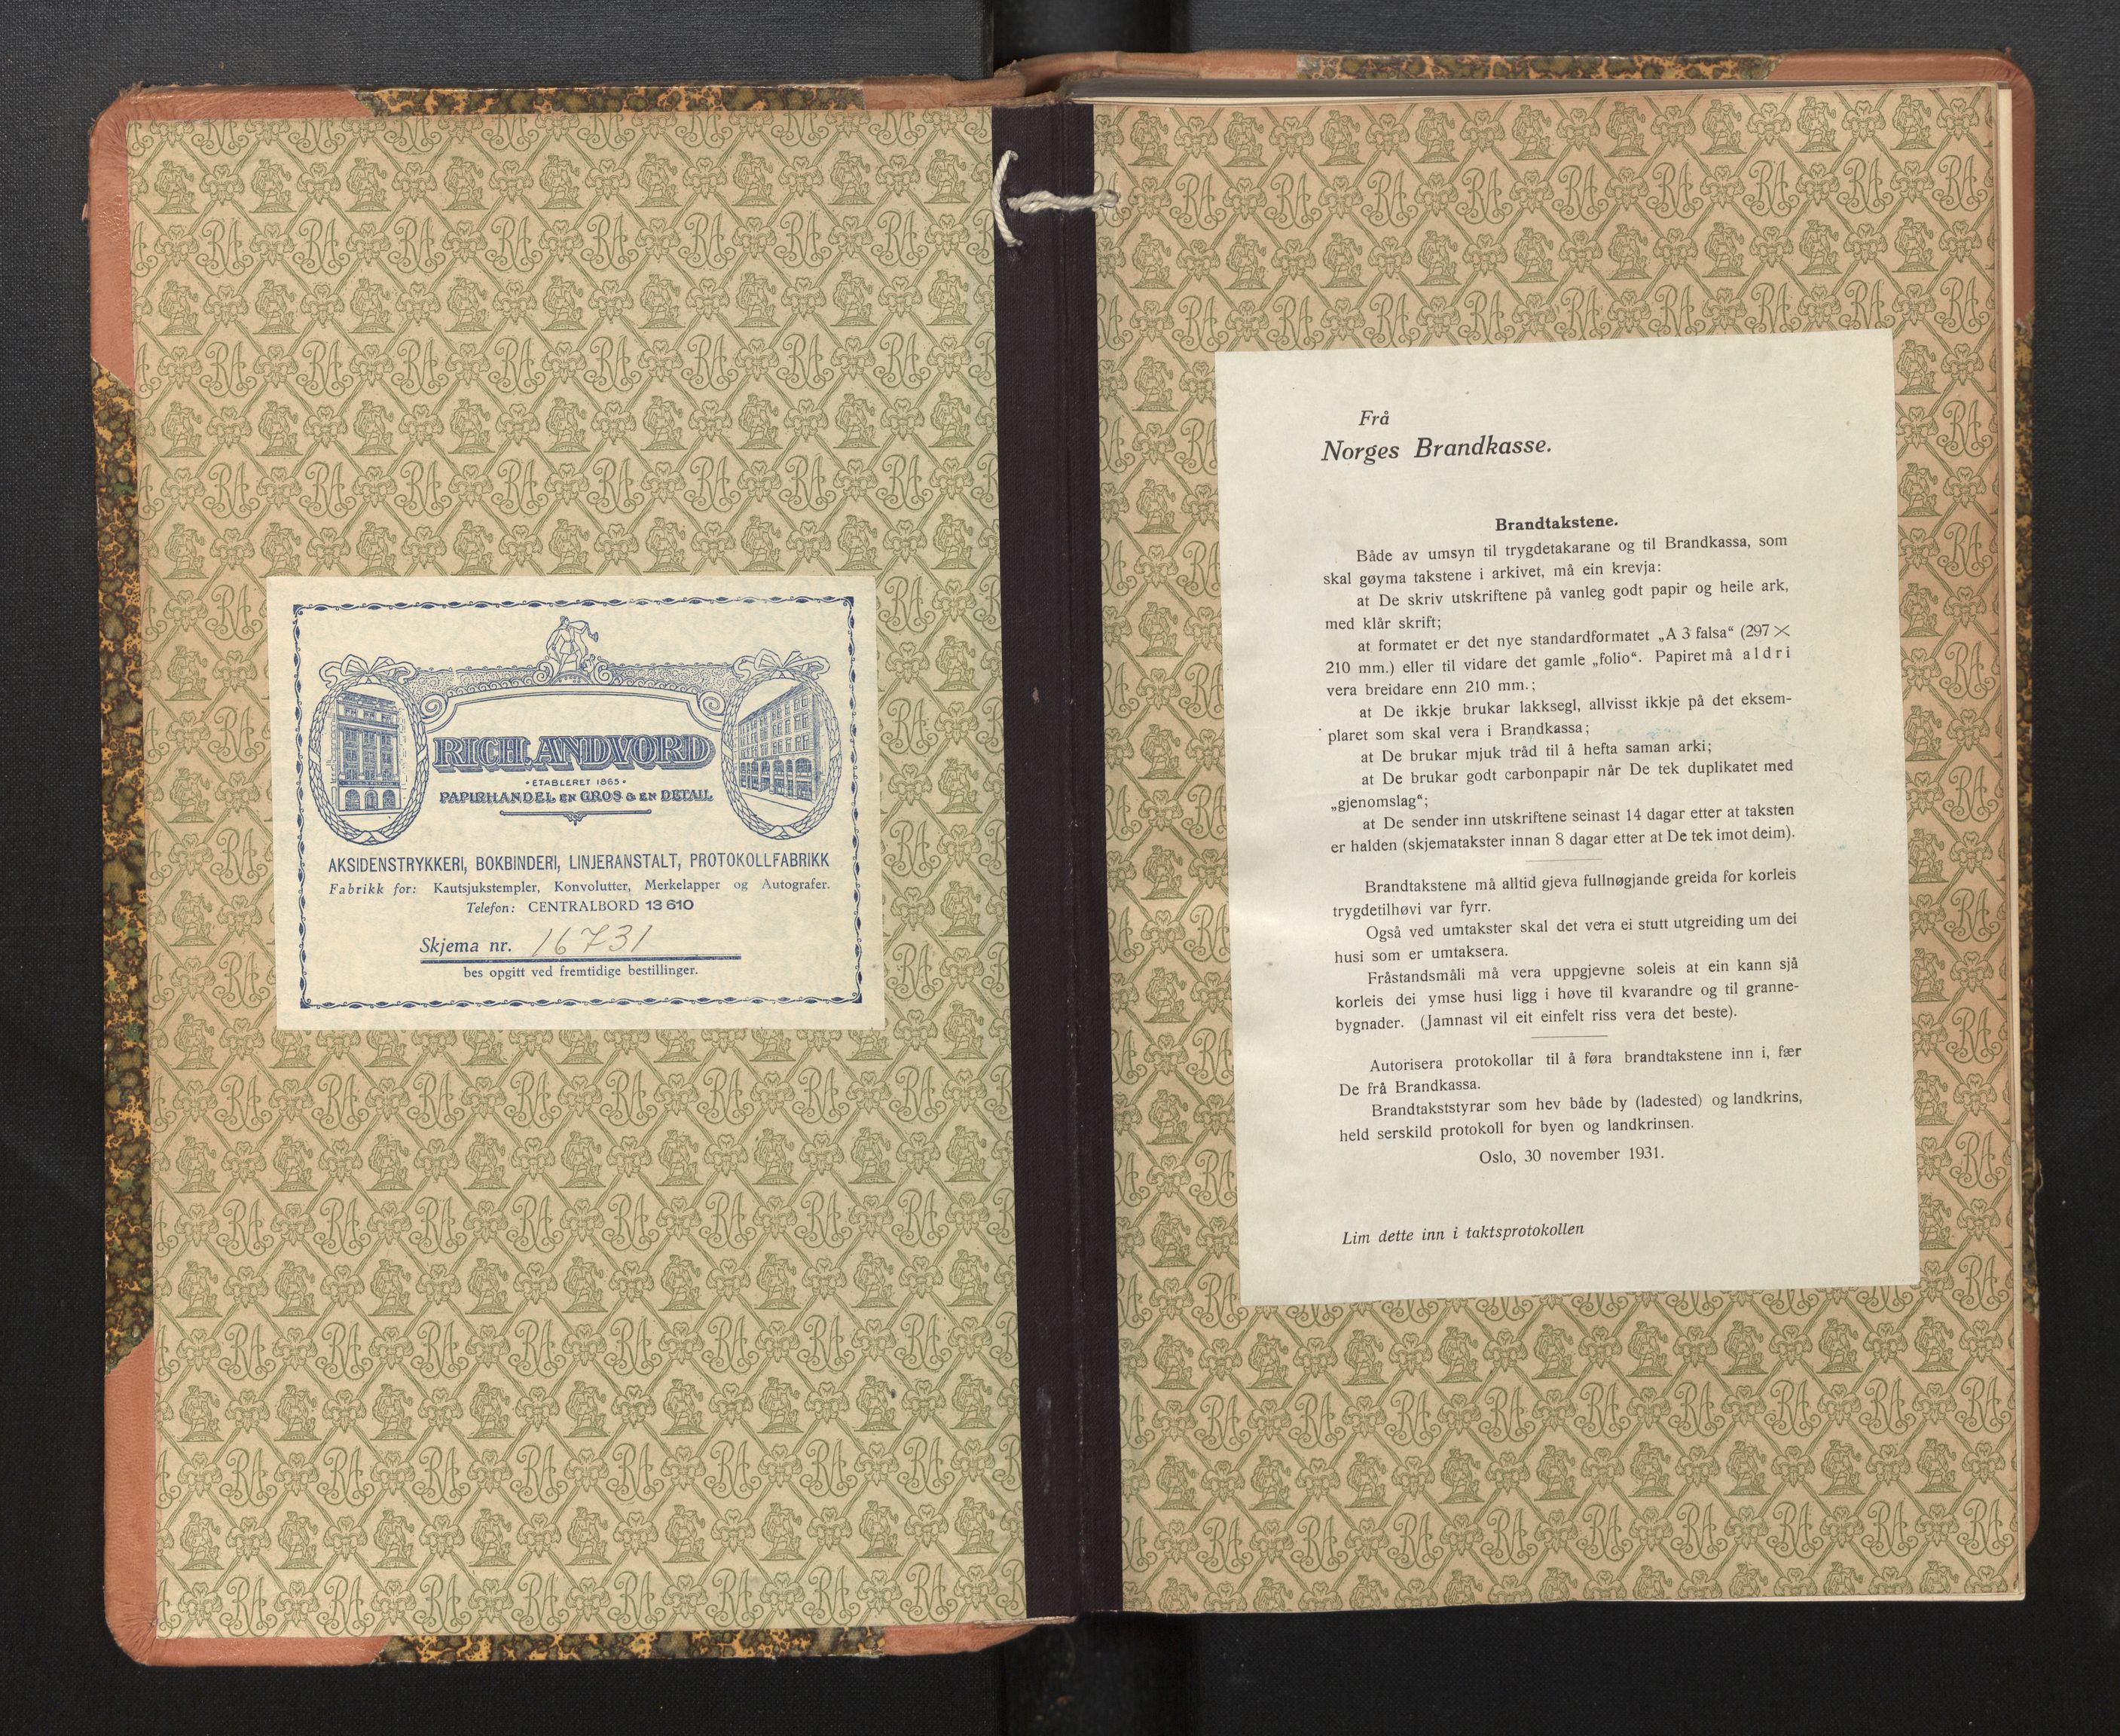 RICH. ANDVORD
• ETABLERET 1865 •
PAPIRHANDEL EN GROS & EN DETAIL
AKSIDENSTRYKKERI, BOKBINDERI, LINJERANSTALT, PROTOKOLLFABRIKK
Fabrikk for: Kautsjukstempler, Konvolutter, Merkelapper og Autografer.
Telefon: CENTRALBORD 13 610
Skjema nr. 16731
bes opgitt ved fremtidige bestillinger.
Frå
Norges Brandkasse.
Brandtakstene.
Både av umsyn til trygdetakarane og til Brandkassa, som
skal gøyma takstene i arkivet, må ein krevja:
at De skriv utskriftene på vanleg godt papir og heile ark,
med klår skrift;
at formatet er det nye standardformatet „A 3 falsa“ (297 ×
210 mm.) eller til vidare det gamle „folio“. Papiret må aldri
vera breidare enn 210 mm.;
at De ikkje brukar lakksegl, allvisst ikkje på det eksem-
plaret som skal vera i Brandkassa;
at De brukar mjuk tråd til å hefta saman arki;
at De brukar godt carbonpapir når De tek duplikatet med
„gjenomslag“;
at De sender inn utskriftene seinast 14 dagar etter at taksten
er halden (skjematakster innan 8 dagar etter at De tek imot deim).
Brandtakstene må alltid gjeva fullnøgjande greida for korleis
trygdetilhøvi var fyrr.
Også ved umtakster skal det vera ei stutt utgreiding um dei
husi som er umtaksera.
Fråstandsmåli må vera uppgjevne soleis at ein kann sjå
korleis dei ymse husi ligg i høve til kvarandre og til granne-
bygnader. (Jamnast vil eit einfelt riss vera det beste).
Autorisera protokollar til å føra brandtakstene inn i, fær
De frå Brandkassa.
Brandtakststyrar som hev både by (ladested) og landkrins,
held serskild protokoll for byen og landkrinsen.
Oslo, 30 november 1931.
Lim dette inn i taktsprotokollen